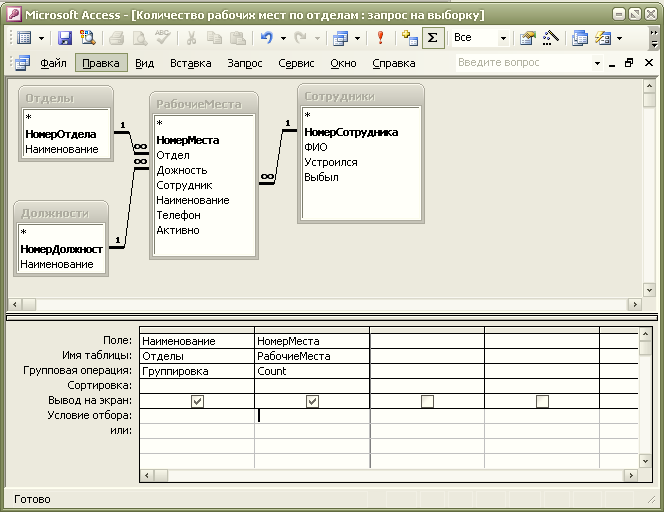 Microsoft Access - [Количество рабочих мест по отделам : запрос на выборку]
Все
Файл Правка Вид Вставка Запрос Сервис Окно Справка Введите вопрос
Отделы
*
НомерОтдела
Наименование
РабочиеМеста
*
НомерМеста
Отдел
Дожность
Сотрудник
Наименование
Телефон
Активно
Сотрудники
*
НомерСотрудника
ФИО
Устроился
Выбыл
Должности
*
НомерДолжност
Наименование
1
∞
∞
1
∞
1
Поле: Наименование НомерМеста
Имя таблицы: Отделы РабочиеМеста
Групповая операция: Группировка Count
Сортировка:
Вывод на экран:
Условие отбора:
или:
Готово